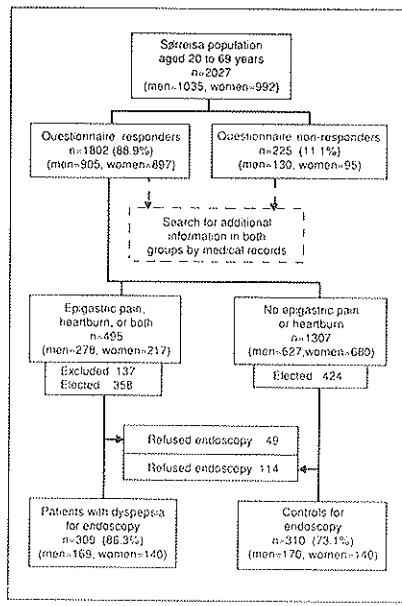 Sørreisa population
aged 20 to 69 years
n=2027
(men=1035, women=992)
Questionnaire responders
n=1802 (88.9%)
(men=905, women=897)
Questionnaire non-responders
n=225 (11.1%)
(men=130, women=95)
Search for additional
information in both
groups by medical records
Epigastric pain,
heartburn, or both
n=495
(men=278, women=217)
Excluded 137
Elected 358
No epigastric pain
or heartburn
n=1307
(men=627,women=680)
Elected 424
Refused endoscopy 49
Refused endoscopy 114
Patients with dyspepsia
for endoscopy
n=309 (86.3%)
(men=169, women=140)
Controls for
endoscopy
n=310 (73.1%)
(men=170, women=140)